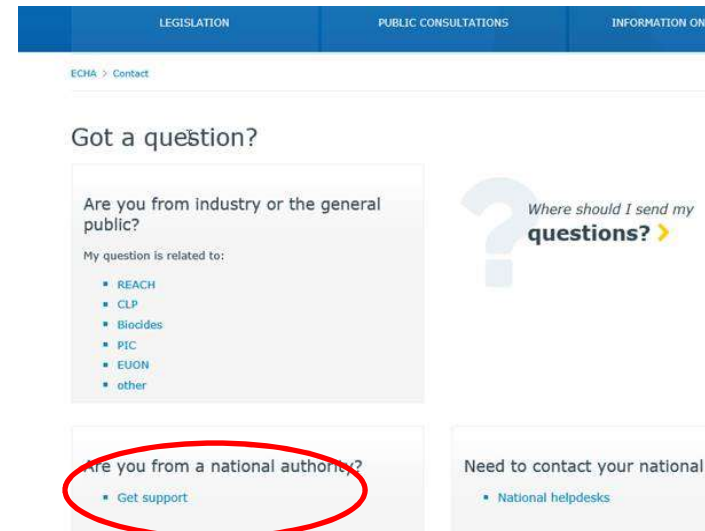 LEGISLATION PUBLIC CONSULTATIONS INFORMATION ON
ECHA > Contact
Got a question?
Are you from industry or the general
public?
My question is related to:
REACH
CLP
Biocides
PIC
EUON
other
Where should I send my
questions?
Are you from a national authority?
Get support
Need to contact your national
National helpdesks